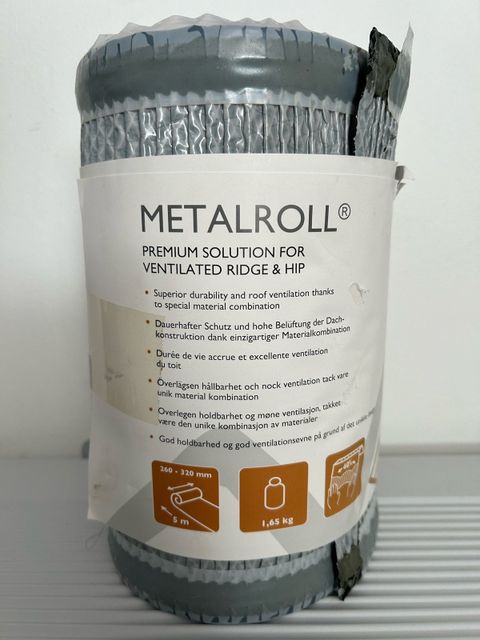 METALROLL®
PREMIUM SOLUTION FOR
VENTILATED RIDGE & HIP
• Superior durability and roof ventilation thanks
to special material combination
• Dauerhafter Schutz und hohe Belüftung der Dach-
konstruktion dank einzigartiger Materialkombination
• Durée de vie accrue et excellente ventilation
du toit
• Överlägsen hållbarhet och nock ventilation tack vare
unik material kombination
• Overlegen holdbarhet og møne ventilasjon, takket
være den unike kombinasjon av materialer
• God holdbarhed og god ventilationsevne på grund af det
260 - 320 mm
5 m
1,65 kg
60%